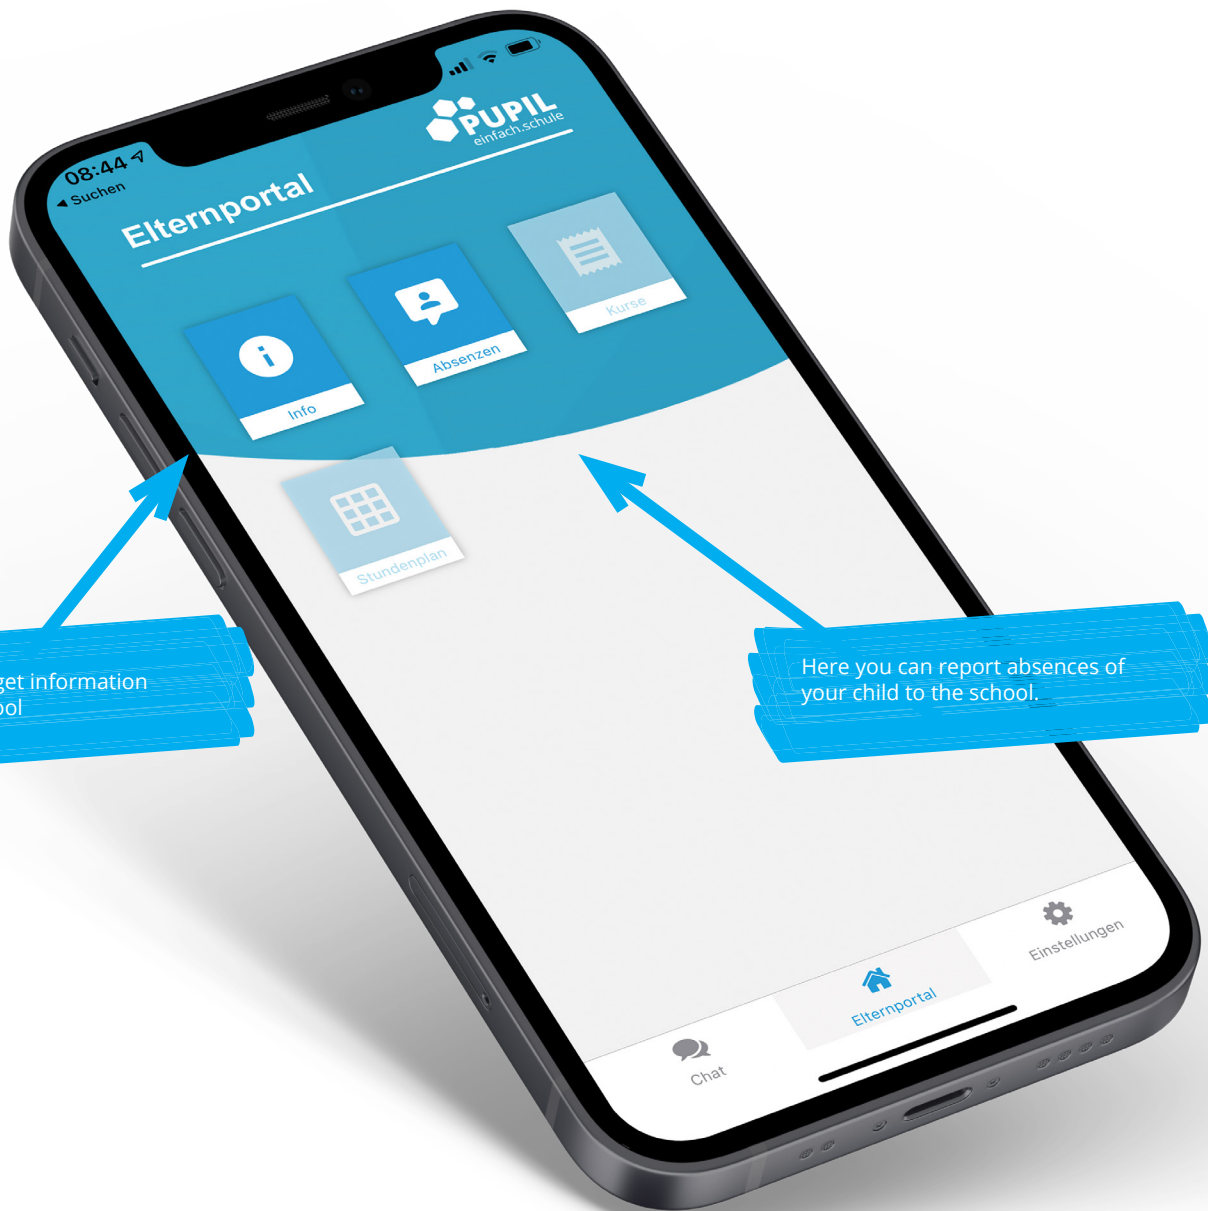 08:44
Suchen
PUPIL
einfach.schule
Elternportal
Info
Absenzen
Kurse
Stundenplan
get information
Here you can report absences of
your child to the school.
Chat
Elternportal
Einstellungen